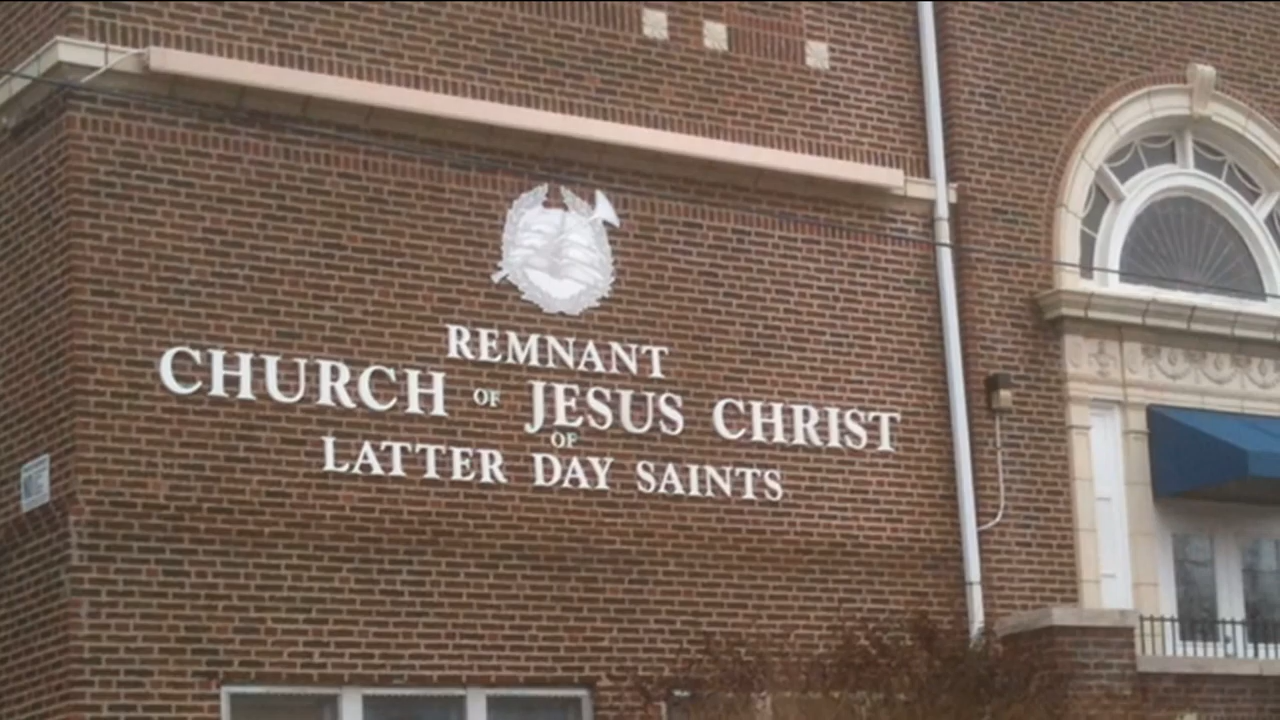 REMNANT
CHURCH OF JESUS CHRIST
OF
LATTER DAY SAINTS